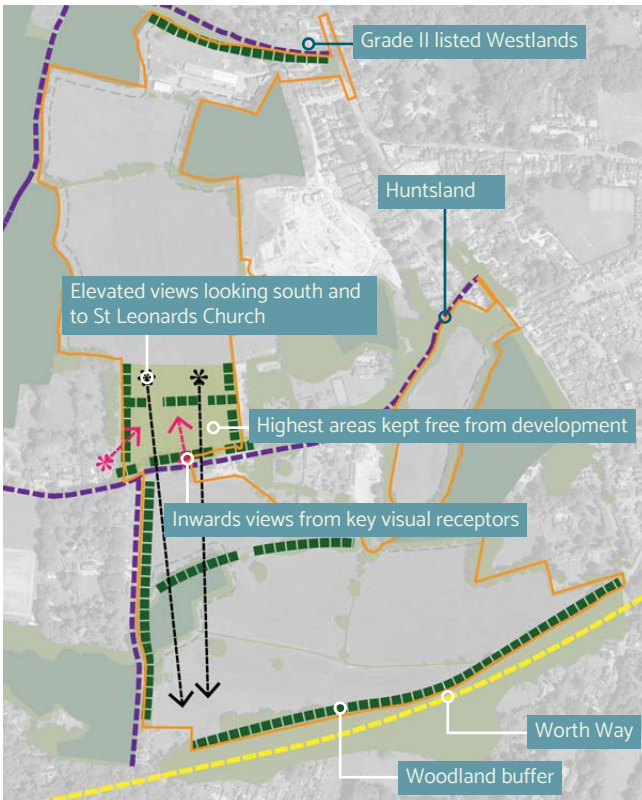 Grade II listed Westlands
Huntsland
Elevated views looking south and
to St Leonards Church
Highest areas kept free from development
Inwards views from key visual receptors
Worth Way
Woodland buffer